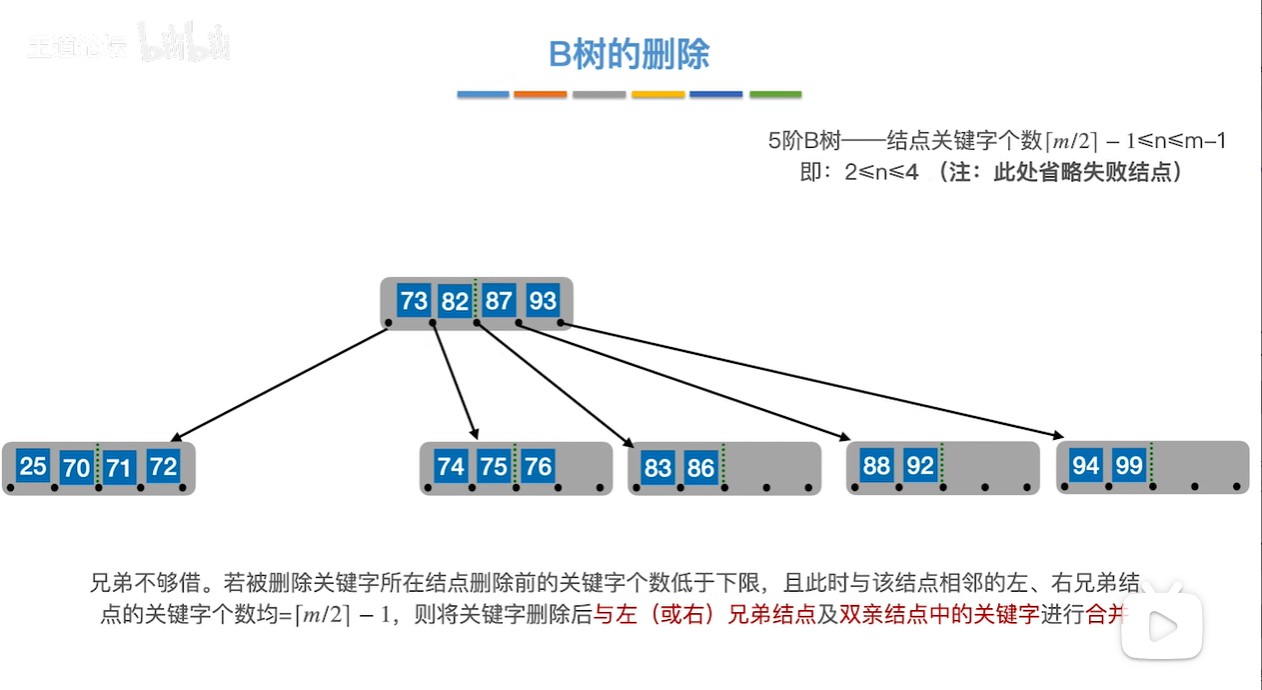 王道论坛 bilibili
B树的删除
5阶B树——结点关键字个数⌈m/2⌉ − 1≤n≤m–1
即：2≤n≤4 （注：此处省略失败结点）
73 82 87 93
25 70 71 72 74 75 76 83 86 88 92 94 99
兄弟不够借。若被删除关键字所在结点删除前的关键字个数低于下限，且此时与该结点相邻的左、右兄弟结
点的关键字个数均=⌈m/2⌉ − 1，则将关键字删除后与左（或右）兄弟结点及双亲结点中的关键字进行合并